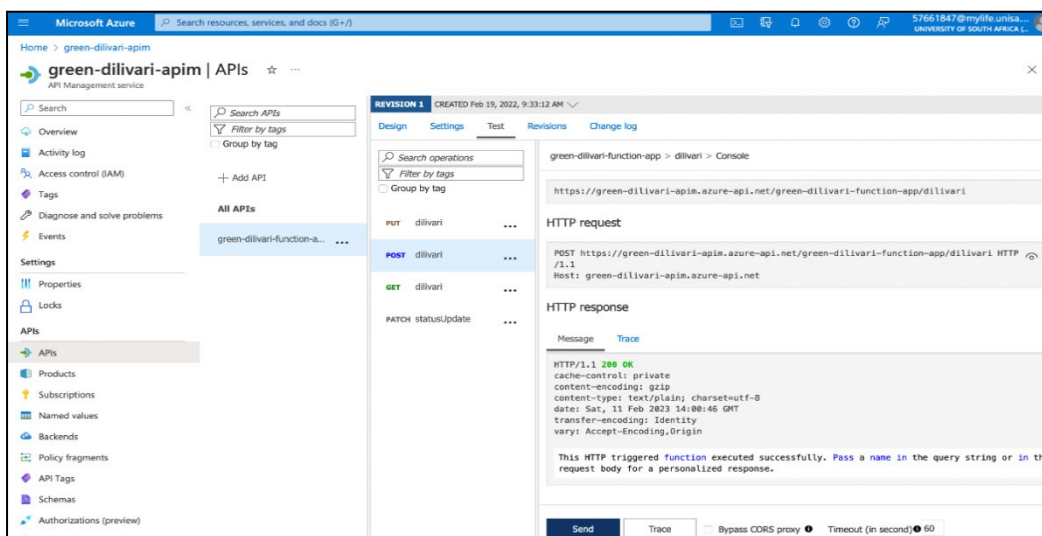 Microsoft Azure
Search resources, services, and docs (G+/)
57661847@mylife.unisa....
UNIVERSITY OF SOUTH AFRICA (...
Home > green-dilivari-apim
green-dilivari-apim | APIs
API Management service
Search
Overview
Activity log
Access control (IAM)
Tags
Diagnose and solve problems
Events
Settings
Properties
Locks
APIs
APIs
Products
Subscriptions
Named values
Backends
Policy fragments
API Tags
Schemas
Authorizations (preview)
Search APIs
Filter by tags
Group by tag
+ Add API
All APIs
green-dilivari-function-a... ...
REVISION 1 CREATED Feb 19, 2022, 9:33:12 AM
Design Settings Test Revisions Change log
Search operations
Filter by tags
Group by tag
PUT dilivari ...
POST dilivari ...
GET dilivari ...
PATCH statusUpdate ...
green-dilivari-function-app > dilivari > Console
https://green-dilivari-apim.azure-api.net/green-dilivari-function-app/dilivari
HTTP request
POST https://green-dilivari-apim.azure-api.net/green-dilivari-function-app/dilivari HTTP
/1.1
Host: green-dilivari-apim.azure-api.net
HTTP response
Message Trace
HTTP/1.1 200 OK
cache-control: private
content-encoding: gzip
content-type: text/plain; charset=utf-8
date: Sat, 11 Feb 2023 14:00:46 GMT
transfer-encoding: Identity
vary: Accept-Encoding,Origin
This HTTP triggered function executed successfully. Pass a name in the query string or in th
request body for a personalized response.
Send Trace Bypass CORS proxy Timeout (in second) 60